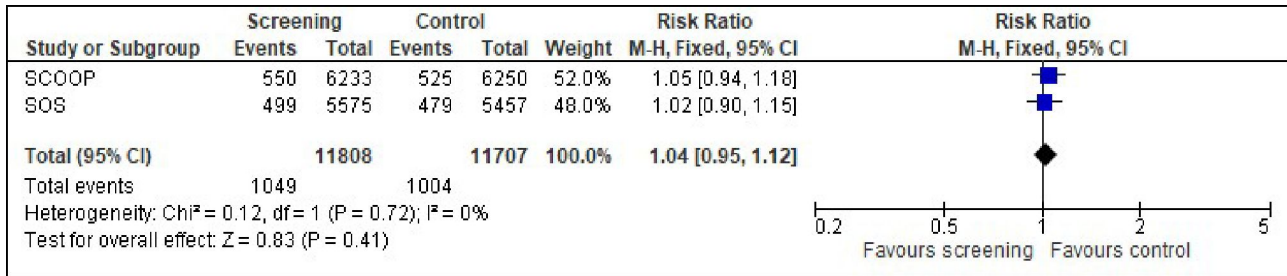 Screening Control Risk Ratio Risk Ratio
Study or Subgroup Events Total Events Total Weight M-H, Fixed, 95% CI M-H, Fixed, 95% CI
SCOOP 550 6233 525 6250 52.0% 1.05 [0.94, 1.18]
SOS 499 5575 479 5457 48.0% 1.02 [0.90, 1.15]
Total (95% CI) 11808 11707 100.0% 1.04 [0.95, 1.12]
Total events 1049 1004
Heterogeneity: Chi² = 0.12, df = 1 (P = 0.72); I² = 0%
Test for overall effect: Z = 0.83 (P = 0.41)
0.2 0.5 1 2 5
Favours screening Favours control